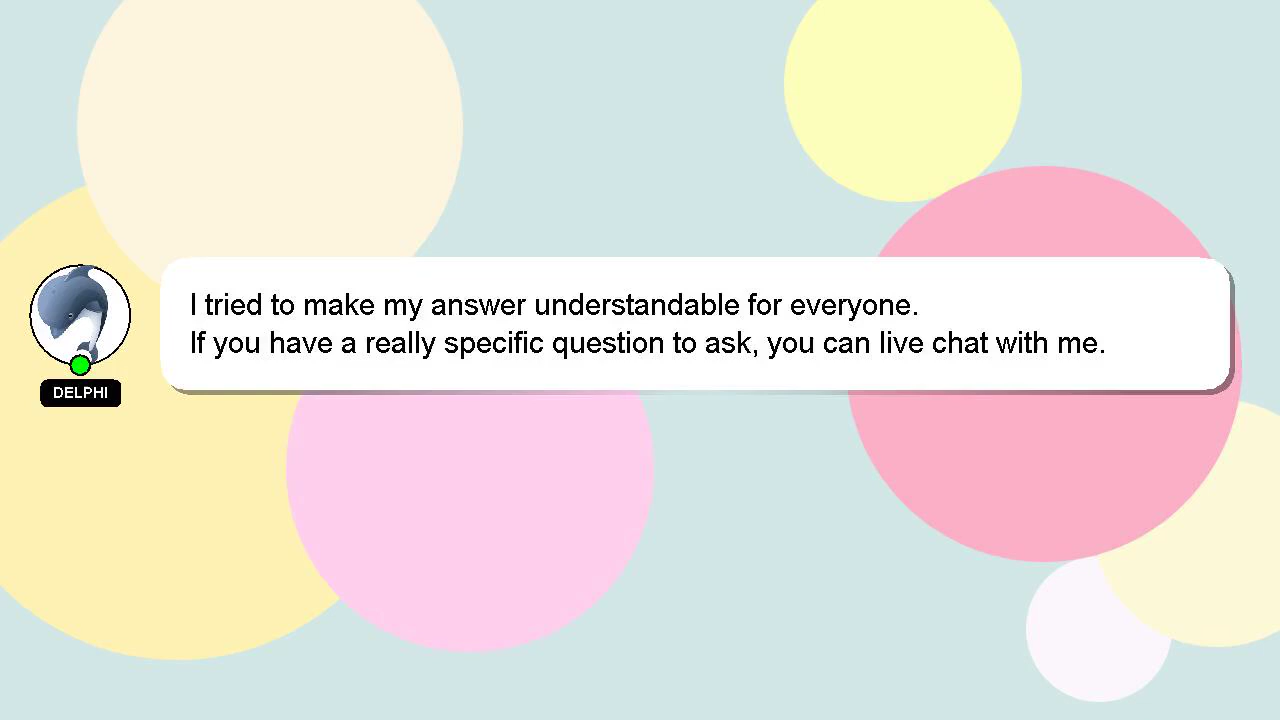 I tried to make my answer understandable for everyone.
If you have a really specific question to ask, you can live chat with me.
DELPHI